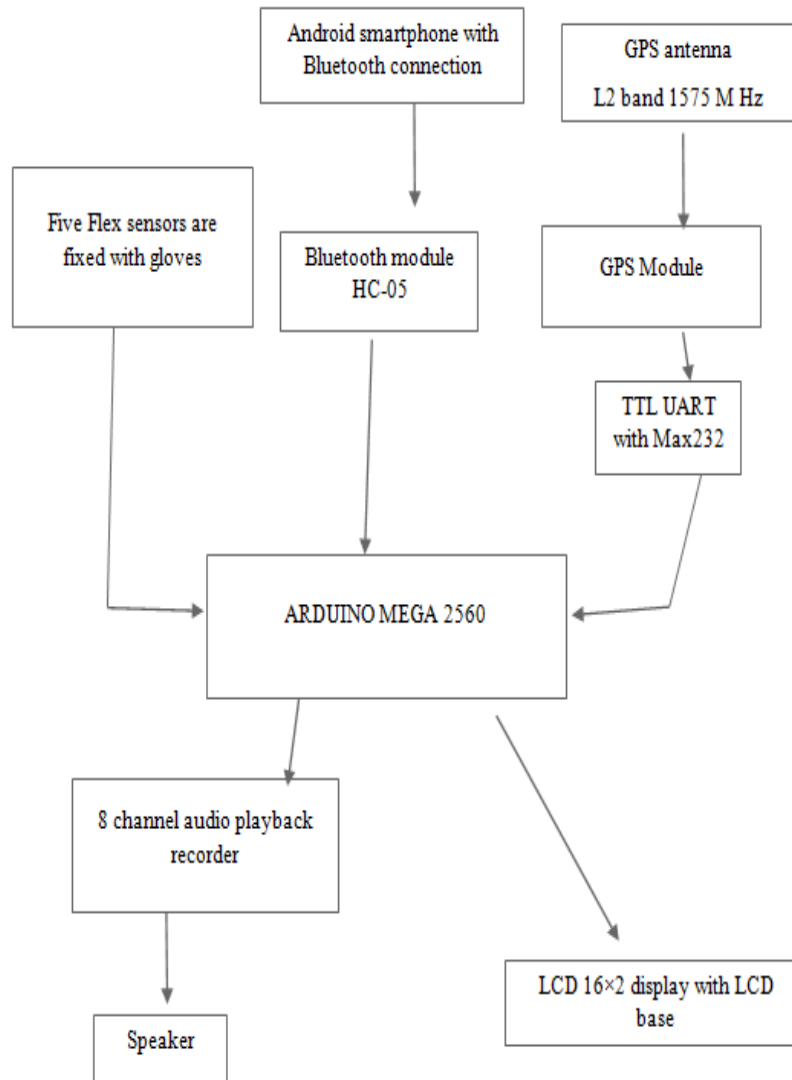 Android smartphone with
Bluetooth connection
GPS antenna
L2 band 1575 M Hz
Five Flex sensors are
fixed with gloves
Bluetooth module
HC-05
GPS Module
TTL UART
with Max232
ARDUINO MEGA 2560
8 channel audio playback
recorder
LCD 16×2 display with LCD
base
Speaker